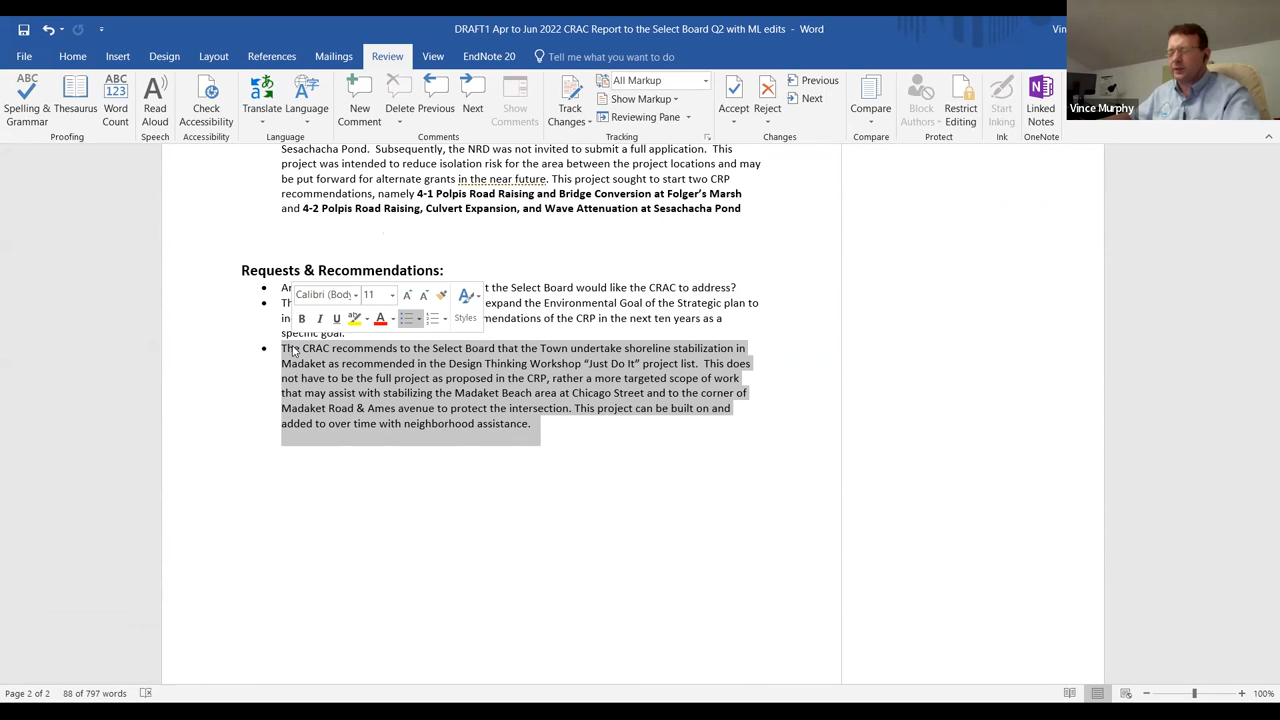 DRAFT1 Apr to Jun 2022 CRAC Report to the Select Board Q2 with ML edits - Word
Vin
File Home Insert Design Layout References Mailings Review View EndNote 20 Tell me what you want to do
Spelling & Grammar
Thesaurus
Word Count
Read Aloud
Check Accessibility
Translate
Language
New Comment
Delete
Previous
Next
Show Comments
Track Changes
All Markup
Show Markup
Reviewing Pane
Accept
Reject
Previous
Next
Compare
Block Authors
Restrict Editing
Start Inking
Linked Notes
Proofing Speech Accessibility Language Comments Tracking Changes Compare Protect Ink OneNote
Vince Murphy
Sesachacha Pond. Subsequently, the NRD was not invited to submit a full application. This
project was intended to reduce isolation risk for the area between the project locations and may
be put forward for alternate grants in the near future. This project sought to start two CRP
recommendations, namely 4-1 Polpis Road Raising and Bridge Conversion at Folger's Marsh
and 4-2 Polpis Road Raising, Culvert Expansion, and Wave Attenuation at Sesachacha Pond
Requests & Recommendations:
t the Select Board would like the CRAC to address?
Calibri (Body 11
expand the Environmental Goal of the Strategic plan to
mmendations of the CRP in the next ten years as a
Styles
specific goal.
• The CRAC recommends to the Select Board that the Town undertake shoreline stabilization in
Madaket as recommended in the Design Thinking Workshop "Just Do It" project list. This does
not have to be the full project as proposed in the CRP, rather a more targeted scope of work
that may assist with stabilizing the Madaket Beach area at Chicago Street and to the corner of
Madaket Road & Ames avenue to protect the intersection. This project can be built on and
added to over time with neighborhood assistance.
Page 2 of 2 88 of 797 words
100%